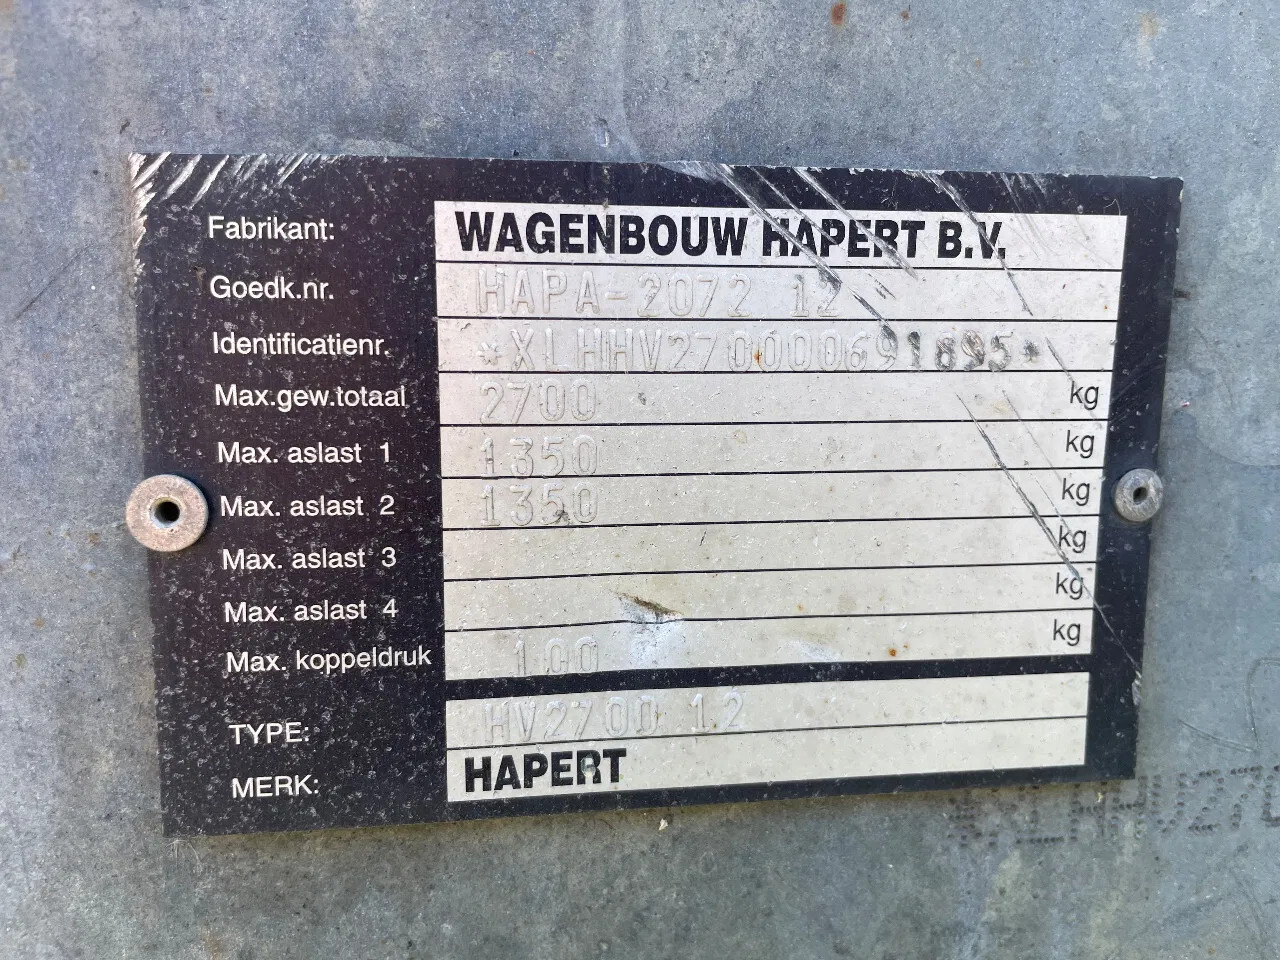 Fabrikant: WAGENBOUW HAPERT B.V.
Goedk.nr. HAPA-2072 12
Identificatienr. *XLHHV270000691895*
Max.gew.totaal 2700 kg
Max. aslast 1 1350 kg
Max. aslast 2 1350 kg
Max. aslast 3 kg
Max. aslast 4 kg
Max. koppeldruk 100 kg
TYPE: HV2700 12
MERK: HAPERT